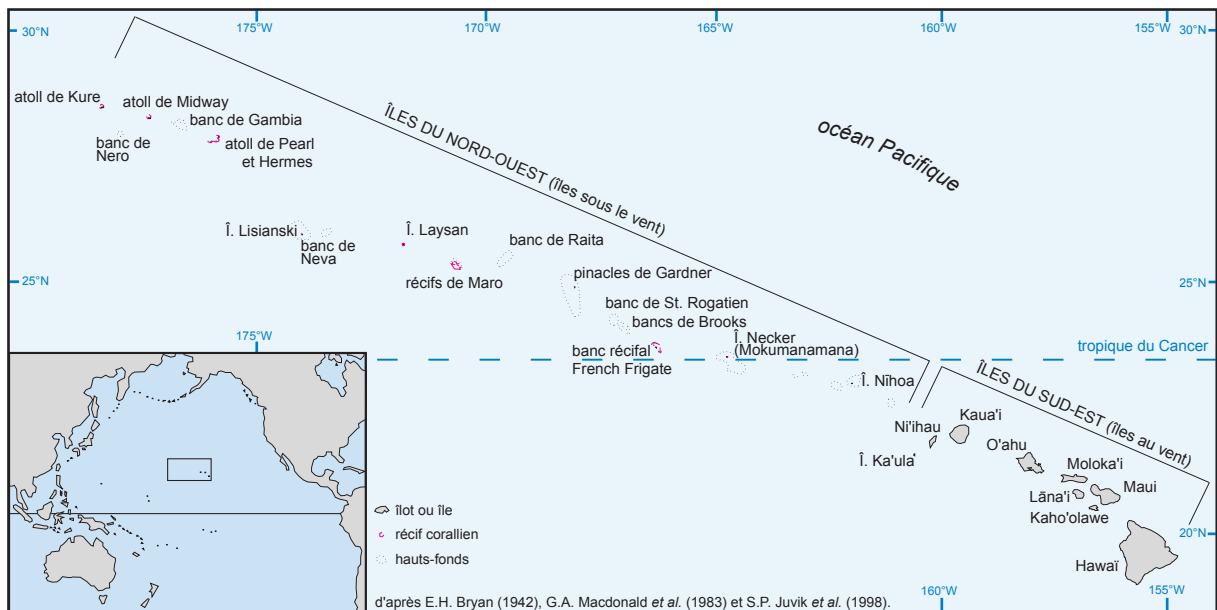 175°W
170°W
165°W
160°W
155°W
30°N
30°N
atoll de Kure
atoll de Midway
banc de Gambia
banc de
Nero
atoll de Pearl
et Hermes
ÎLES DU NORD-OUEST (îles sous le vent)
océan Pacifique
Î. Lisianski
banc de
Neva
Î. Laysan
récifs de Maro
banc de Raita
25°N
25°N
pinacles de Gardner
banc de St. Rogatien
bancs de Brooks
175°W
banc récifal
French Frigate
Î. Necker
(Mokumanamana)
tropique du Cancer
Î. Nīhoa
ÎLES DU SUD-EST (îles au vent)
Ni'ihau
Kaua'i
Î. Ka'ula
O'ahu
Moloka'i
Lāna'i
Maui
Kaho'olawe
20°N
Hawaï
îlot ou île
récif corallien
hauts-fonds
160°W
155°W
d'après E.H. Bryan (1942), G.A. Macdonald et al. (1983) et S.P. Juvik et al. (1998).